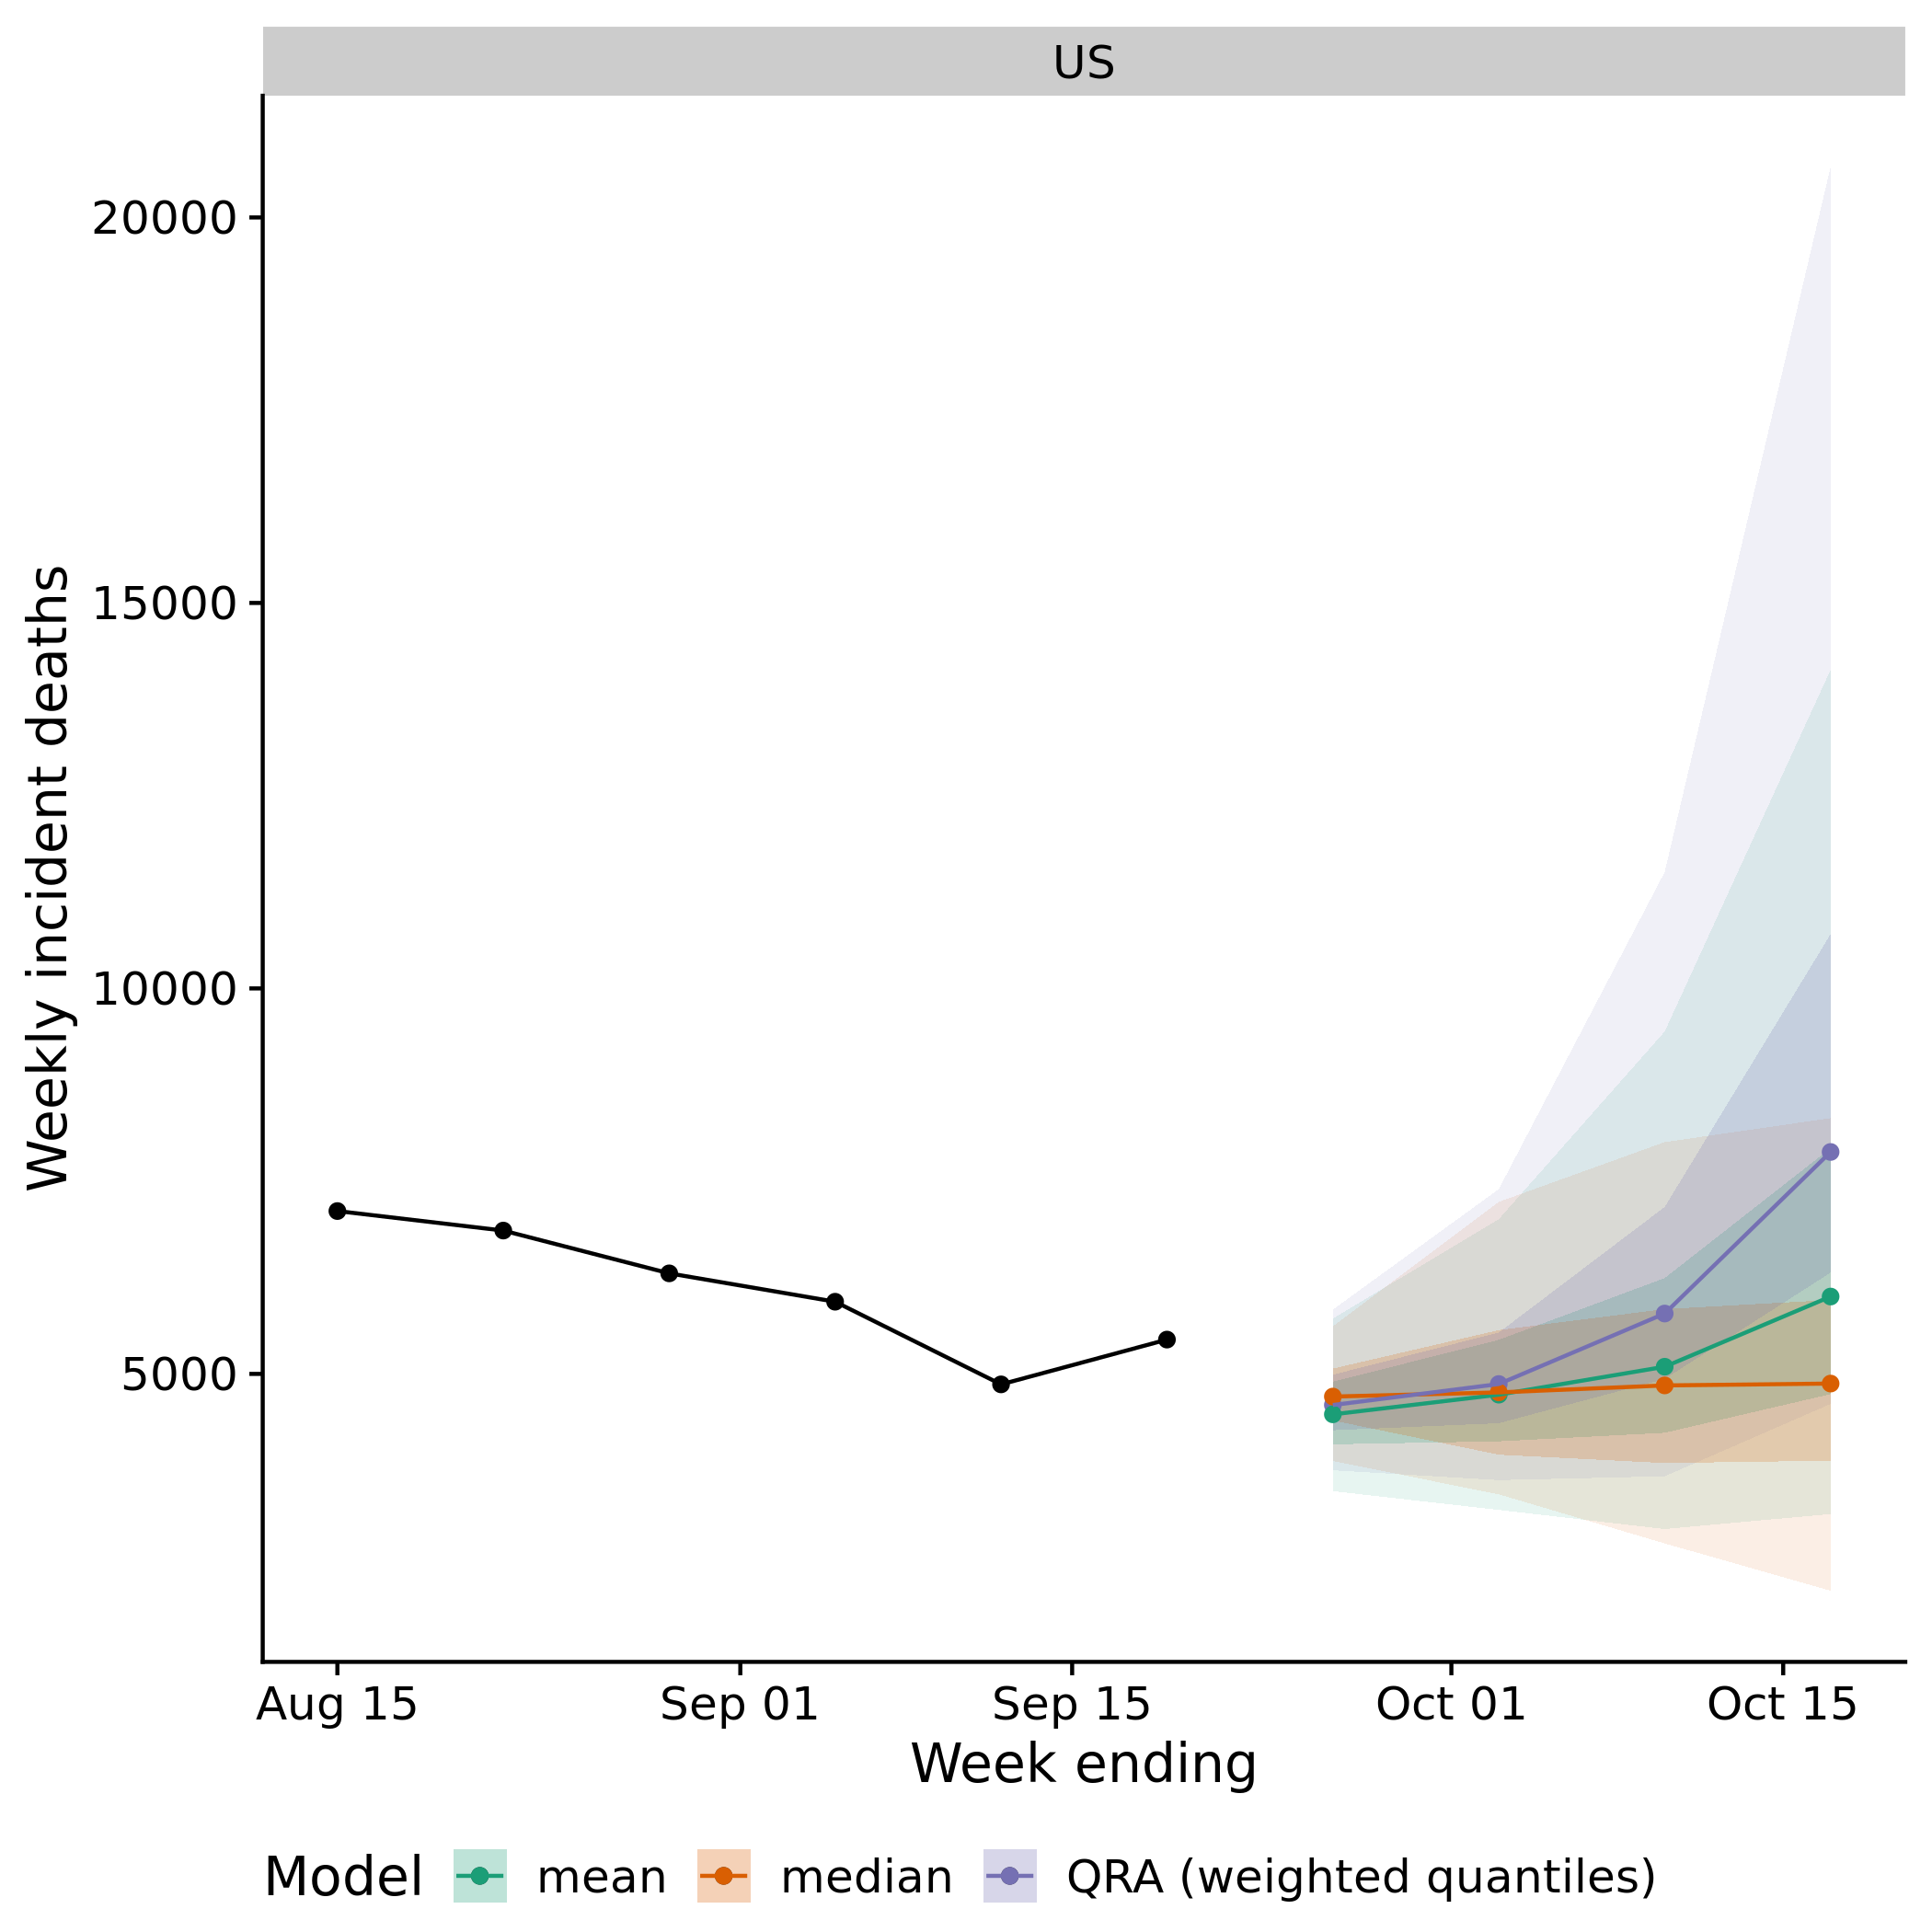 US
20000
15000
10000
5000
Weekly incident deaths
Aug 15 Sep 01 Sep 15 Oct 01 Oct 15
Week ending
Model mean median QRA (weighted quantiles)